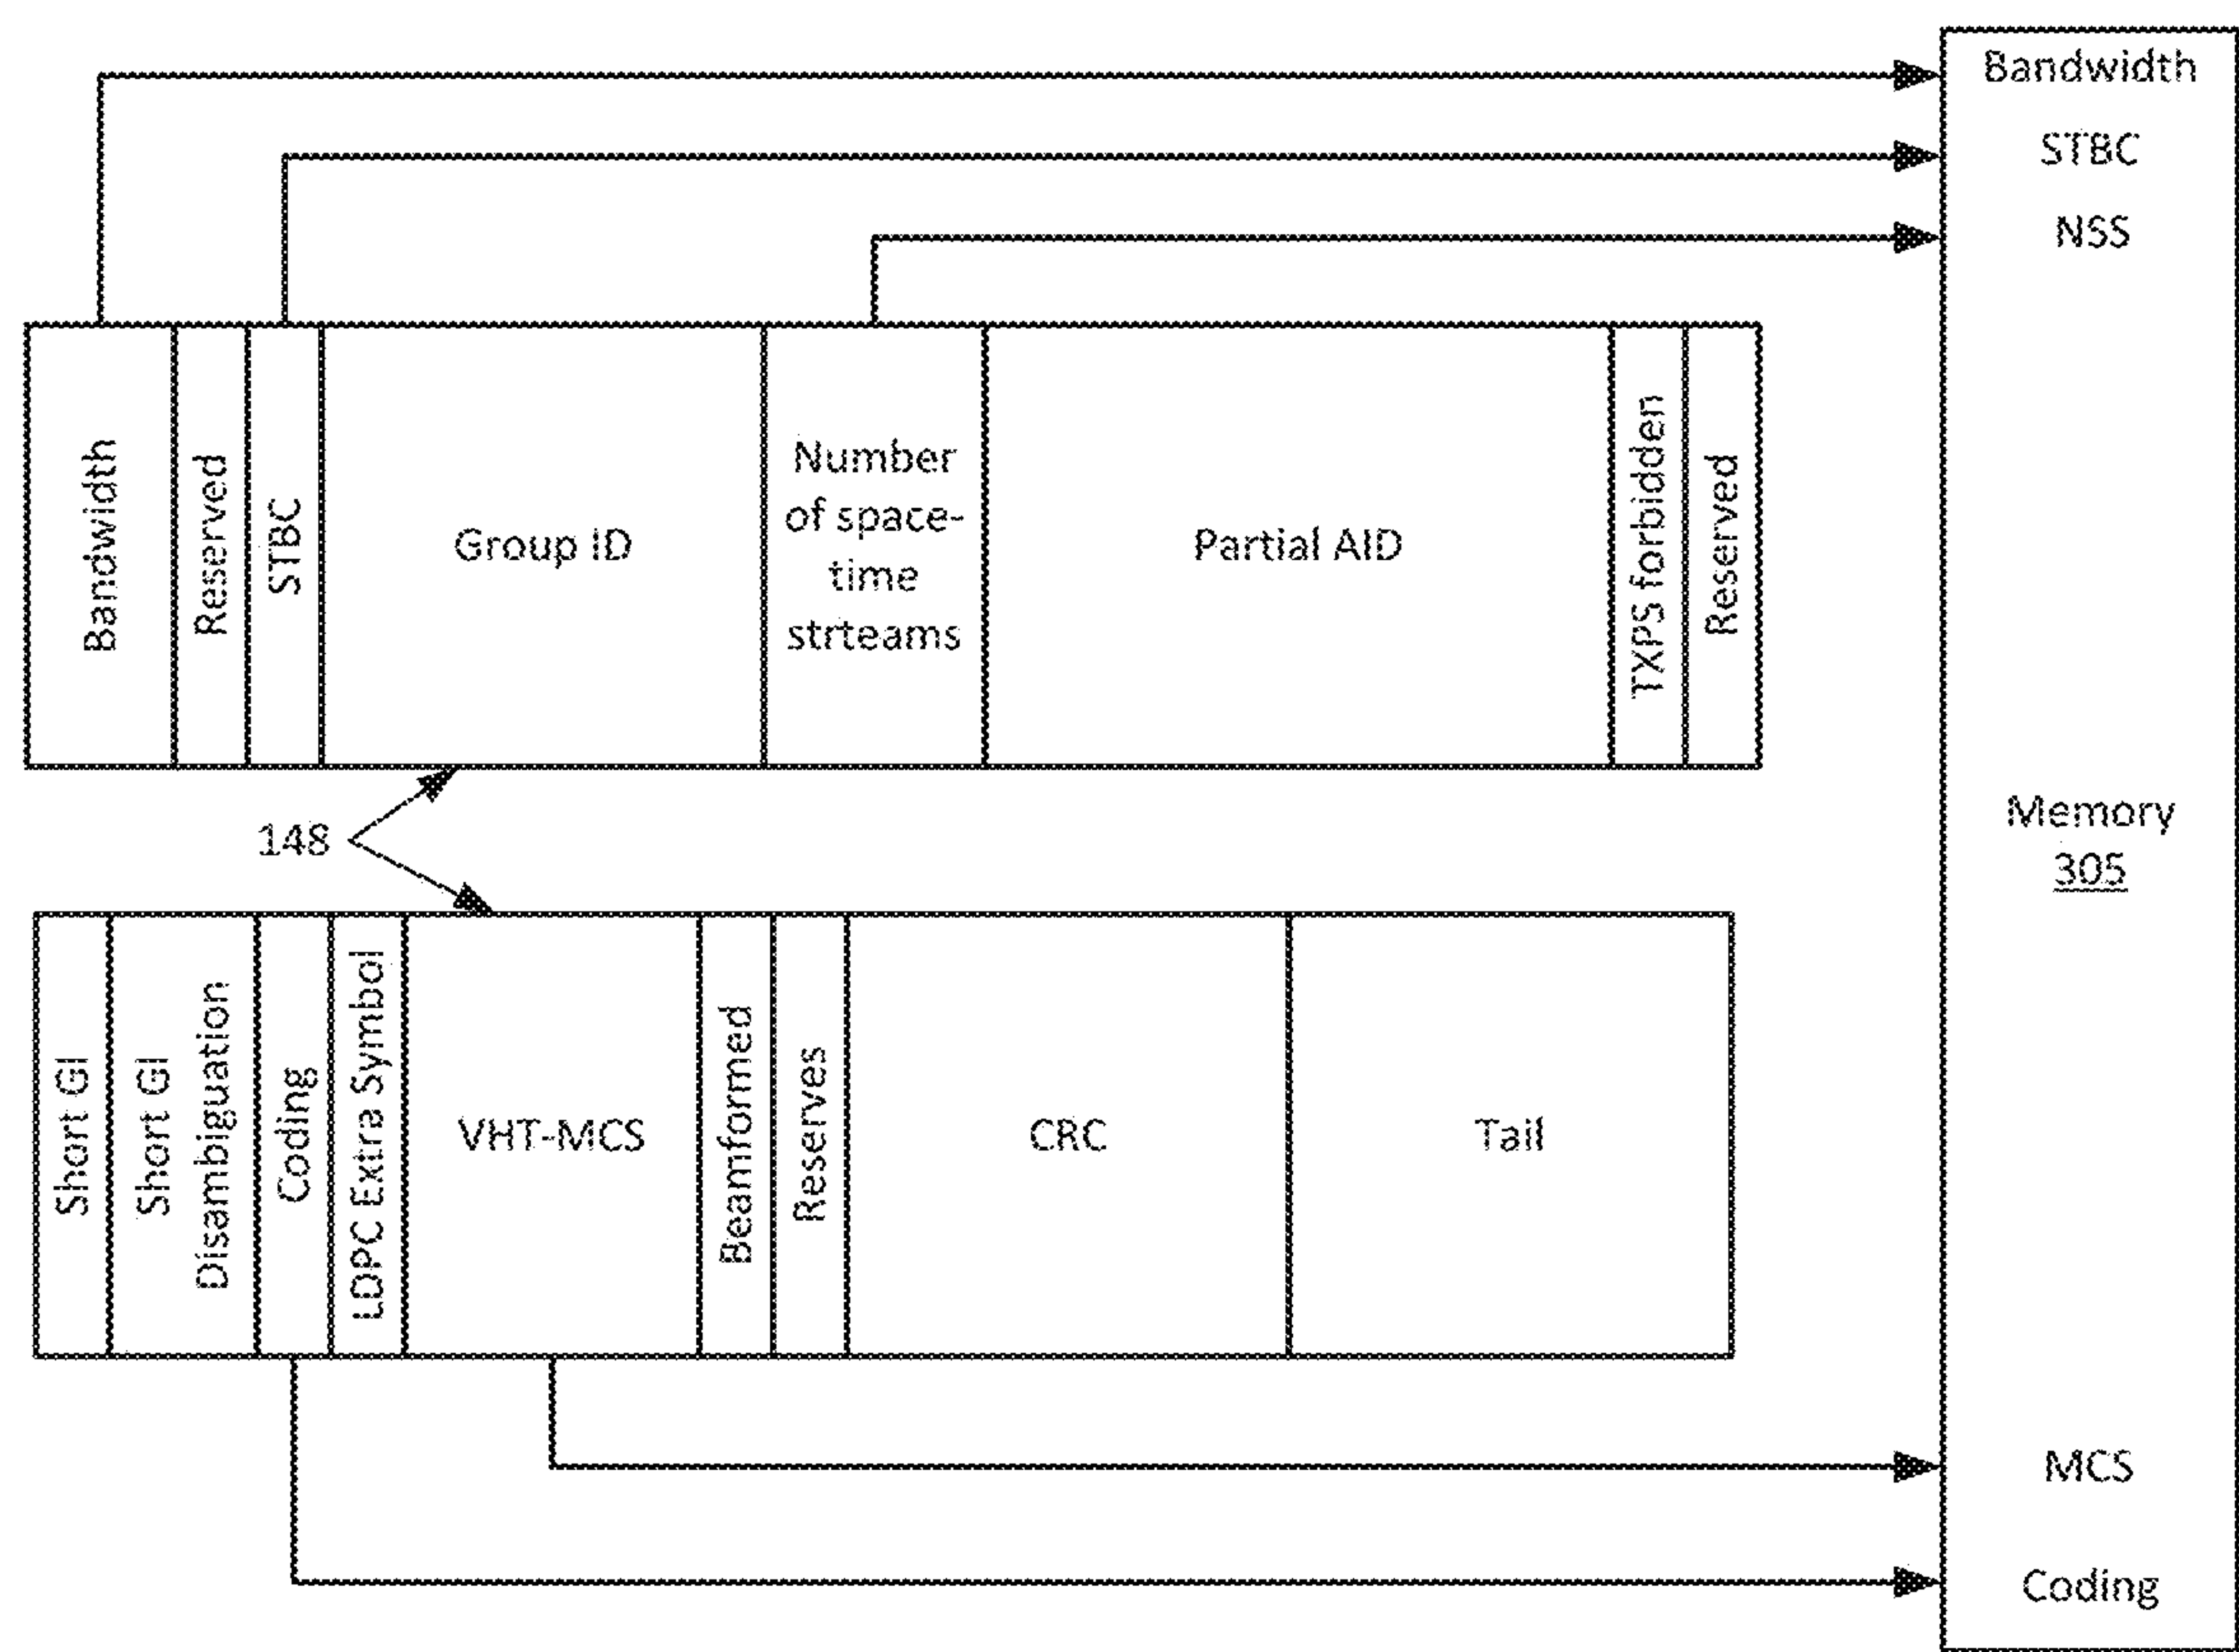 Bandwidth
STBC
NSS
Bandwidth
Reserved
STBC
Group ID
Number
of space-
time
strteams
Partial AID
TXPS forbidden
Reserved
148
Memory
305
Short GI
Short GI
Disambiguation
Coding
LDPC Extra Symbol
VHT-MCS
Beamformed
Reserves
CRC
Tail
MCS
Coding